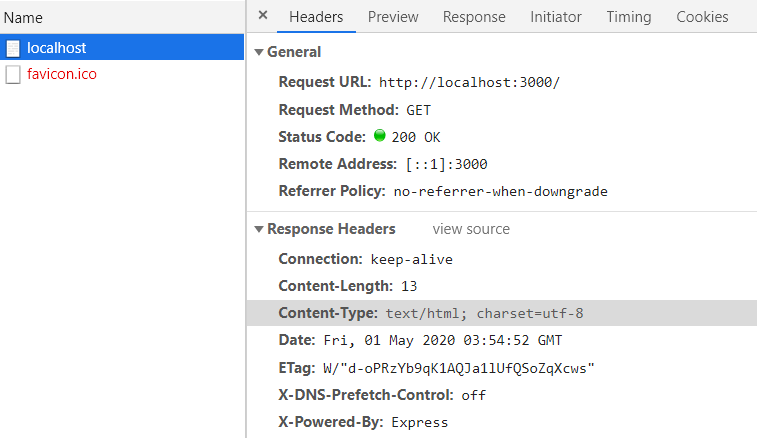 Name
localhost
favicon.ico
× Headers Preview Response Initiator Timing Cookies
General
Request URL: http://localhost:3000/
Request Method: GET
Status Code: 200 OK
Remote Address: [::1]:3000
Referrer Policy: no-referrer-when-downgrade
Response Headers view source
Connection: keep-alive
Content-Length: 13
Content-Type: text/html; charset=utf-8
Date: Fri, 01 May 2020 03:54:52 GMT
ETag: W/"d-oPRzYb9qK1AQJa1lUfQSoZqXcws"
X-DNS-Prefetch-Control: off
X-Powered-By: Express